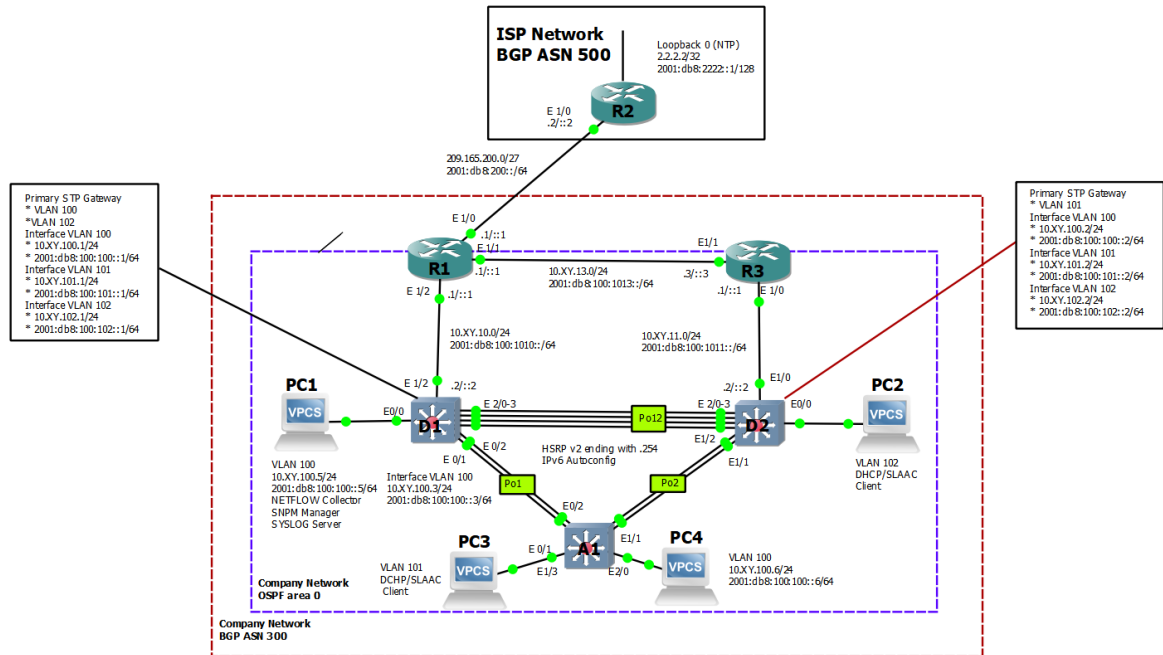 ISP Network
BGP ASN 500
Loopback 0 (NTP)
2.2.2.2/32
2001:db8:2222::1/128
R2
E 1/0
.2/::2
209.165.200.0/27
2001:db8:200::/64
Primary STP Gateway
* VLAN 100
*VLAN 102
Interface VLAN 100
* 10.XY.100.1/24
* 2001:db8:100:100::1/64
Interface VLAN 101
* 10.XY.101.1/24
* 2001:db8:100:101::1/64
Interface VLAN 102
* 10.XY.102.1/24
* 2001:db8:100:102::1/64
Primary STP Gateway
* VLAN 101
Interface VLAN 100
* 10.XY.100.2/24
* 2001:db8:100:100::2/64
Interface VLAN 101
* 10.XY.101.2/24
* 2001:db8:100:101::2/64
Interface VLAN 102
* 10.XY.102.2/24
* 2001:db8:100:102::2/64
E 1/0
.1/::1
E 1/1
R1
.1/::1
E 1/2
.1/::1
10.XY.13.0/24
2001:db8:100:1013::/64
E1/1
.3/::3
R3
E 1/0
.1/::1
10.XY.10.0/24
2001:db8:100:1010::/64
10.XY.11.0/24
2001:db8:100:1011::/64
E 1/2
.2/::2
E1/0
.2/::2
PC1
VPCS
E0/0
D1
E 2/0-3
Po12
E 2/0-3
D2
E0/0
PC2
VPCS
E 0/2
E 0/1
HSRP v2 ending with .254
IPv6 Autoconfig
E1/2
E1/1
VLAN 100
10.XY.100.5/24
2001:db8:100:100::5/64
NETFLOW Collector
SNPM Manager
SYSLOG Server
Interface VLAN 100
10.XY.100.3/24
2001:db8:100:100::3/64
Po1
Po2
VLAN 102
DHCP/SLAAC
Client
E0/2
E1/1
A1
PC3
VPCS
E 0/1
E1/3
E2/0
PC4
VPCS
VLAN 101
DCHP/SLAAC
Client
VLAN 100
10.XY.100.6/24
2001:db8:100:100::6/64
Company Network
OSPF area 0
Company Network
BGP ASN 300